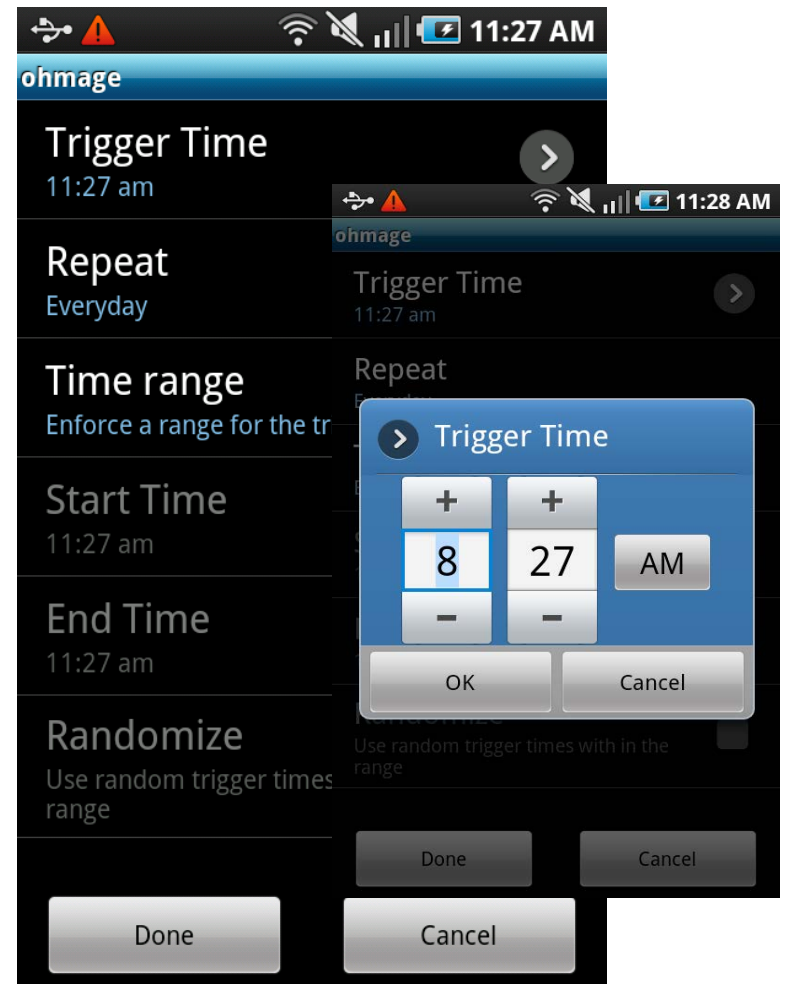 11:27 AM
ohmage
Trigger Time
11:27 am
Repeat
Everyday
Time range
Enforce a range for the tr
Start Time
11:27 am
End Time
11:27 am
Randomize
Use random trigger times
range
Done
Cancel
11:28 AM
ohmage
Trigger Time
11:27 am
Repeat
Trigger Time
+ +
8 27 AM
- -
OK Cancel
Randomize
Use random trigger times with in the
range
Done Cancel